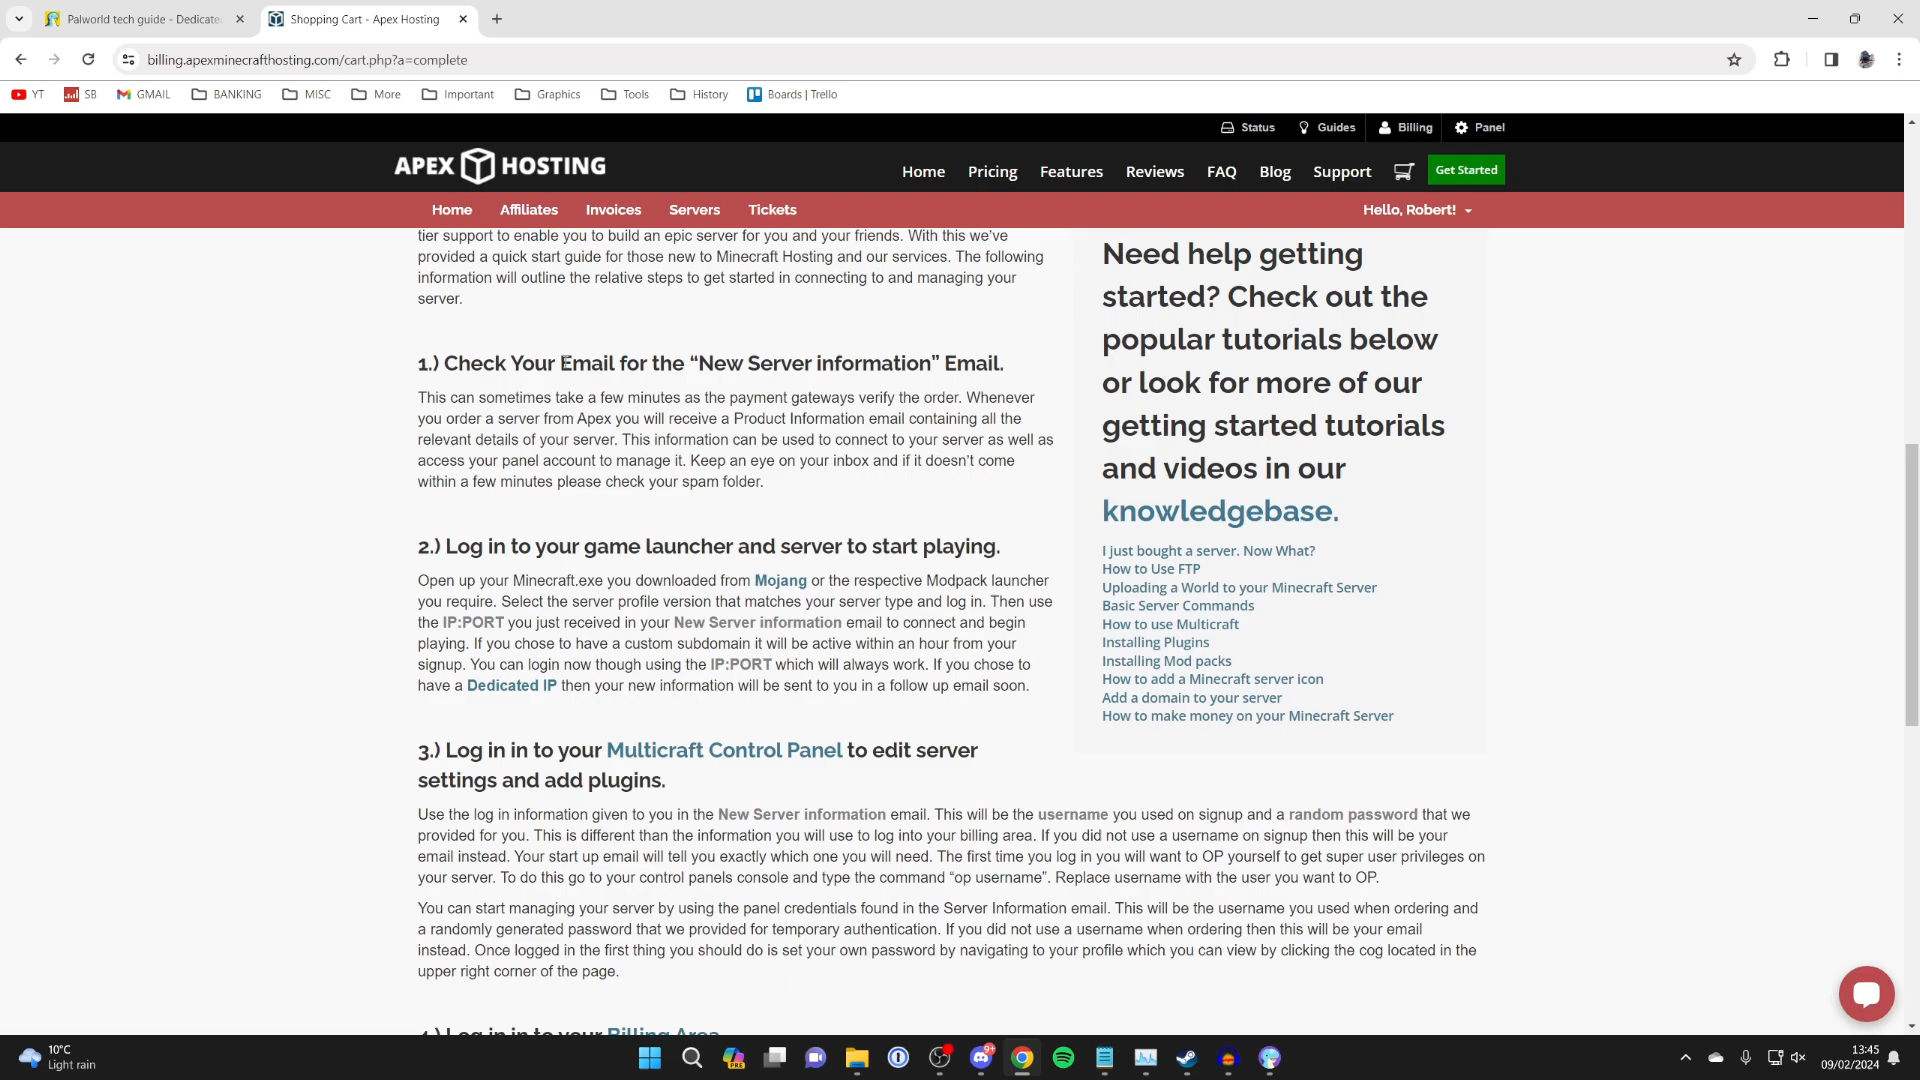 Palworld tech guide - Dedicate
Shopping Cart - Apex Hosting
billing.apexminecrafthosting.com/cart.php?a=complete
YT
SB
GMAIL
BANKING
MISC
More
Important
Graphics
Tools
History
Boards | Trello
Status
Guides
Billing
Panel
APEX HOSTING
Home
Pricing
Features
Reviews
FAQ
Blog
Support
Get Started
Home
Affiliates
Invoices
Servers
Tickets
Hello, Robert!
tier support to enable you to build an epic server for you and your friends. With this we've
provided a quick start guide for those new to Minecraft Hosting and our services. The following
information will outline the relative steps to get started in connecting to and managing your
server.
1.) Check Your Email for the “New Server information” Email.
This can sometimes take a few minutes as the payment gateways verify the order. Whenever
you order a server from Apex you will receive a Product Information email containing all the
relevant details of your server. This information can be used to connect to your server as well as
access your panel account to manage it. Keep an eye on your inbox and if it doesn't come
within a few minutes please check your spam folder.
2.) Log in to your game launcher and server to start playing.
Open up your Minecraft.exe you downloaded from Mojang or the respective Modpack launcher
you require. Select the server profile version that matches your server type and log in. Then use
the IP:PORT you just received in your New Server information email to connect and begin
playing. If you chose to have a custom subdomain it will be active within an hour from your
signup. You can login now though using the IP:PORT which will always work. If you chose to
have a Dedicated IP then your new information will be sent to you in a follow up email soon.
Need help getting
started? Check out the
popular tutorials below
or look for more of our
getting started tutorials
and videos in our
knowledgebase.
I just bought a server. Now What?
How to Use FTP
Uploading a World to your Minecraft Server
Basic Server Commands
How to use Multicraft
Installing Plugins
Installing Mod packs
How to add a Minecraft server icon
Add a domain to your server
How to make money on your Minecraft Server
3.) Log in in to your Multicraft Control Panel to edit server
settings and add plugins.
Use the log in information given to you in the New Server information email. This will be the username you used on signup and a random password that we
provided for you. This is different than the information you will use to log into your billing area. If you did not use a username on signup then this will be your
email instead. Your start up email will tell you exactly which one you will need. The first time you log in you will want to OP yourself to get super user privileges on
your server. To do this go to your control panels console and type the command “op username”. Replace username with the user you want to OP.
You can start managing your server by using the panel credentials found in the Server Information email. This will be the username you used when ordering and
a randomly generated password that we provided for temporary authentication. If you did not use a username when ordering then this will be your email
instead. Once logged in the first thing you should do is set your own password by navigating to your profile which you can view by clicking the cog located in the
upper right corner of the page.
4.) Log in in to your Billing Area
10°C
Light rain
PRE
9+
13:45
09/02/2024